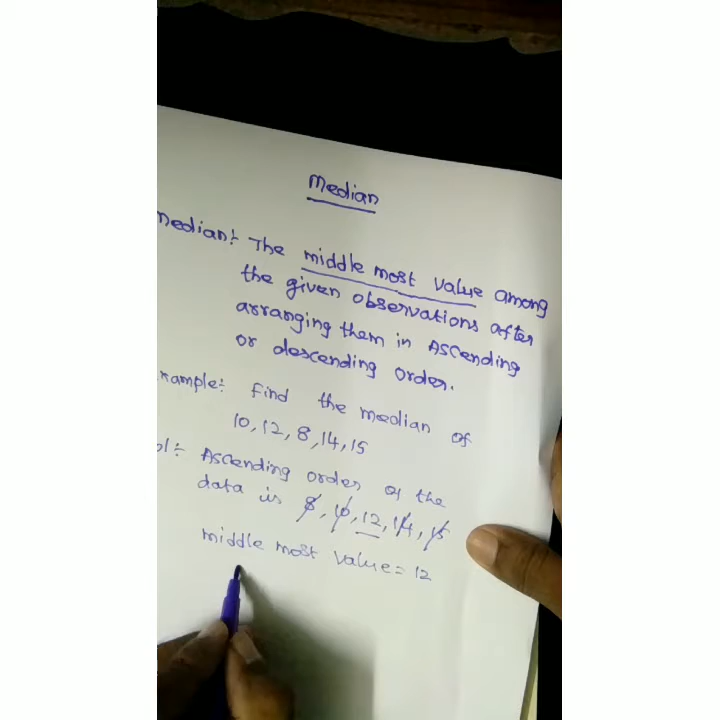 Median
median:- The middle most value among
the given observations after
arranging them in Ascending
or descending order.
xample:- find the median of
10, 12, 8, 14, 15
ol:- Ascending order of the
data is 8, 10, 12, 14, 15
middle most value = 12